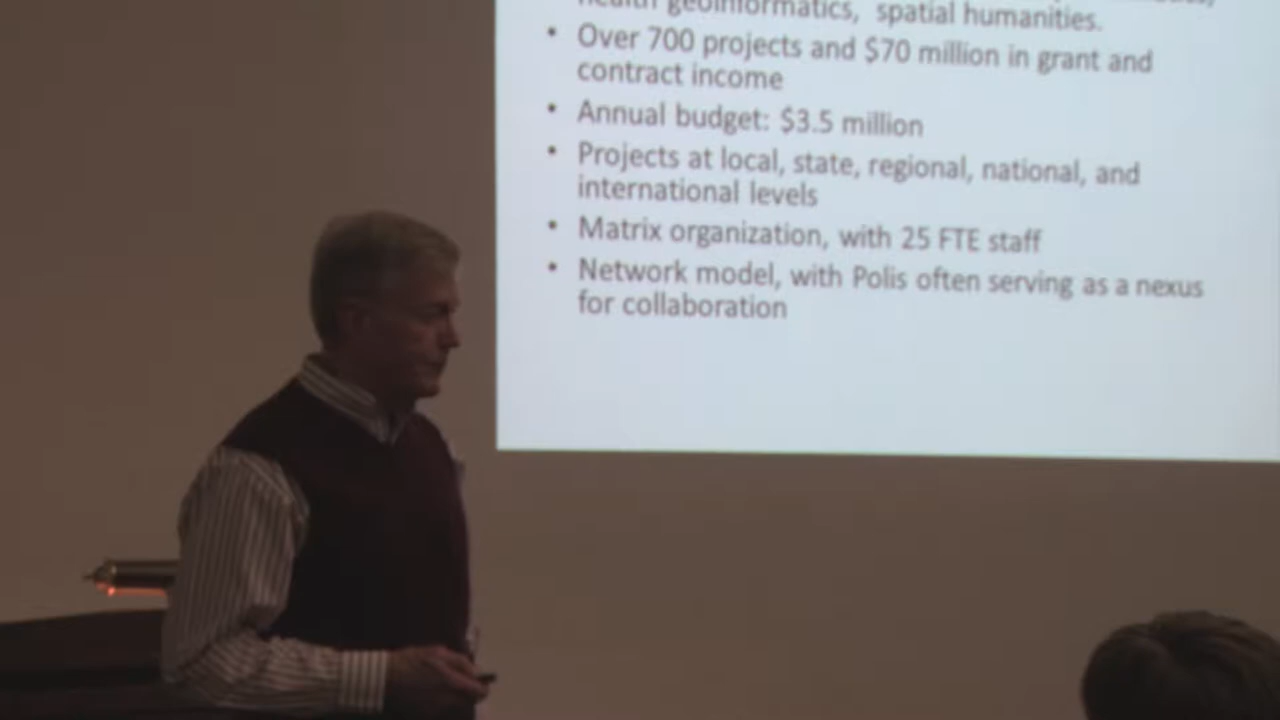 health geoinformatics, spatial humanities.
• Over 700 projects and $70 million in grant and
contract income
• Annual budget: $3.5 million
• Projects at local, state, regional, national, and
international levels
• Matrix organization, with 25 FTE staff
• Network model, with Polis often serving as a nexus
for collaboration